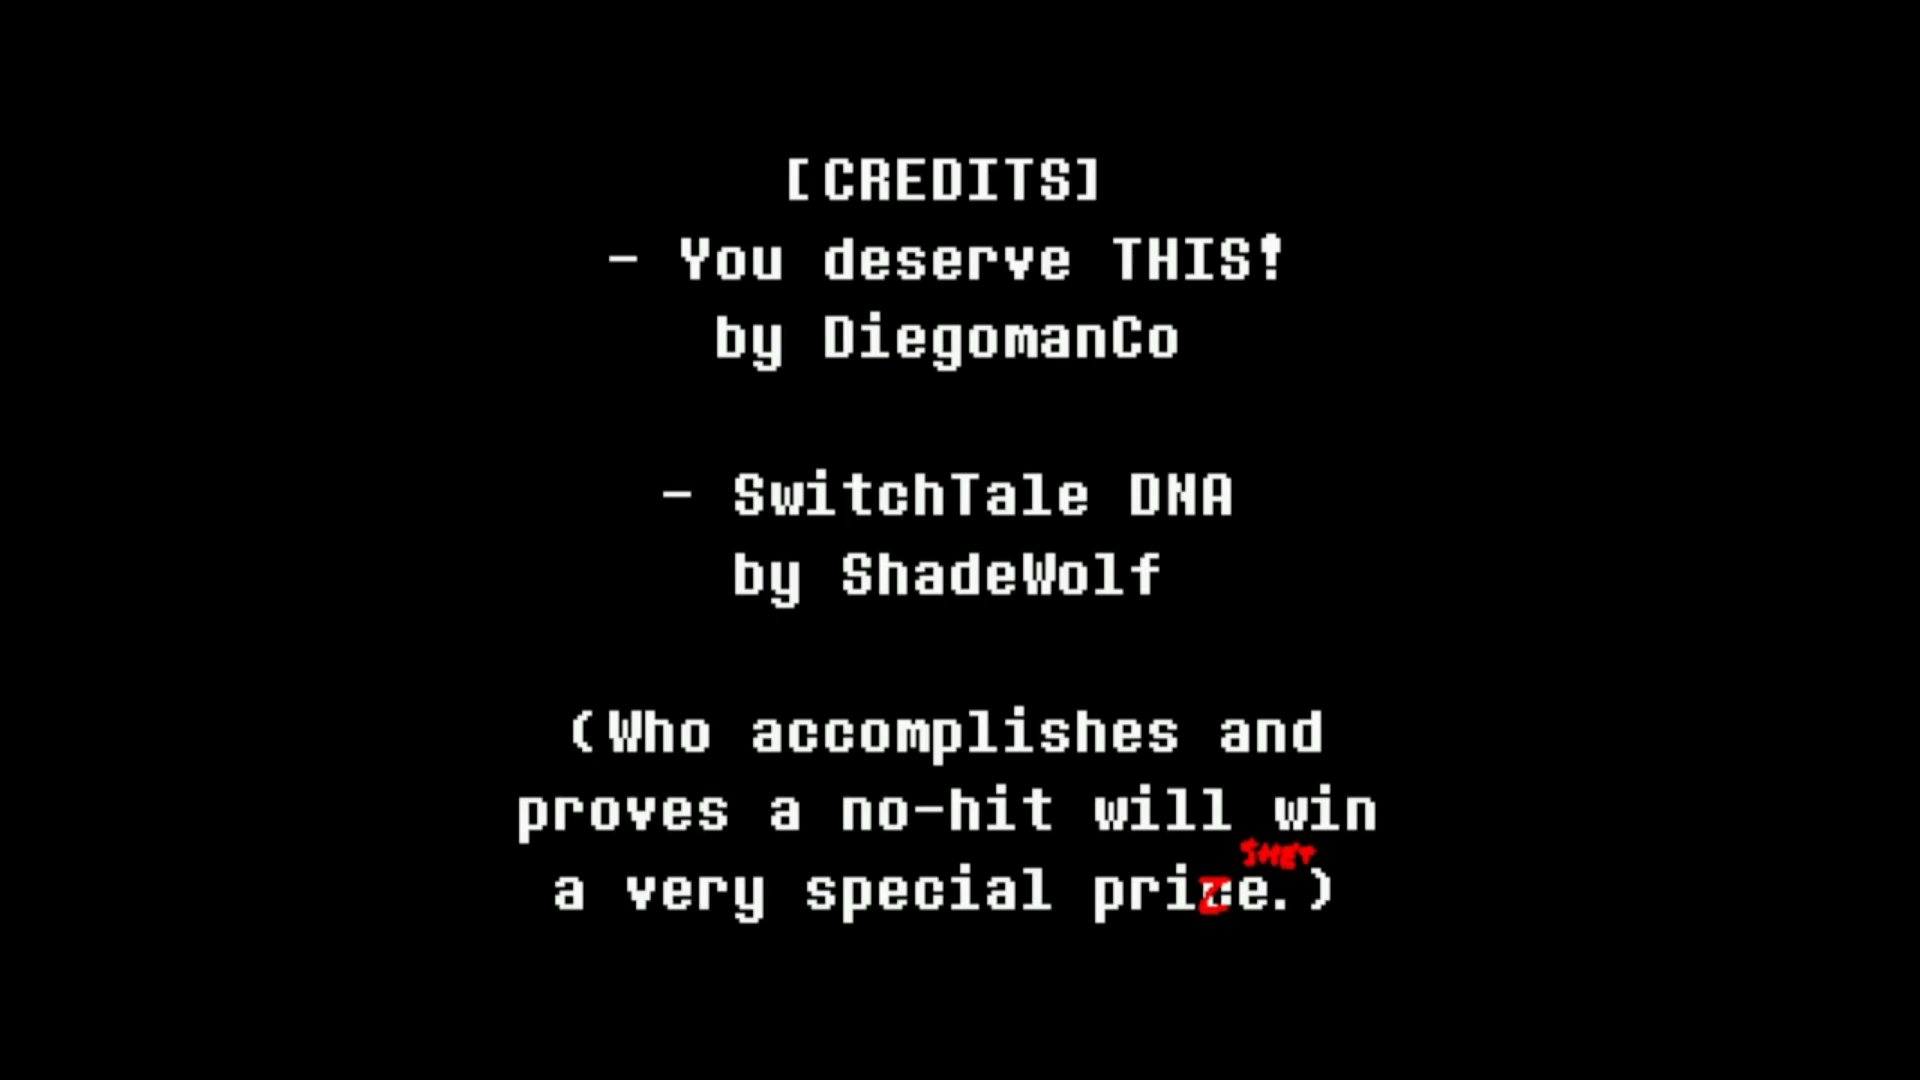 [CREDITS]
- You deserve THIS!
by DiegomanCo
- SwitchTale DNA
by ShadeWolf
(Who accomplishes and
proves a no-hit will win
SHET
a very special prize.)